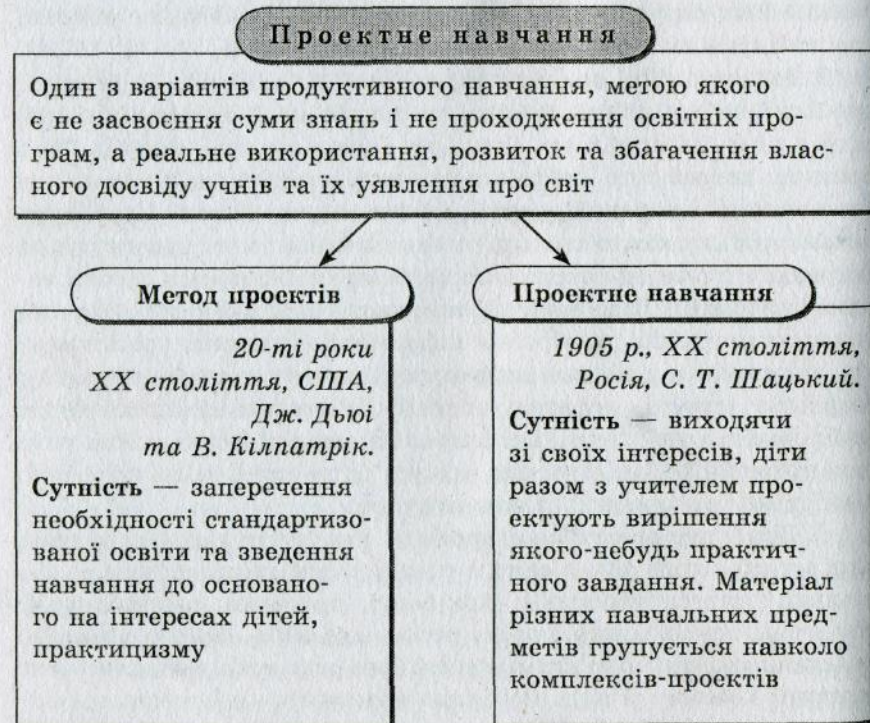 Проектне навчання
Один з варіантів продуктивного навчання, метою якого
є не засвоєння суми знань і не проходження освітніх про-
грам, а реальне використання, розвиток та збагачення влас-
ного досвіду учнів та їх уявлення про світ
Метод проектів
20-ті роки
ХХ століття, США,
Дж. Дьюі
та В. Кілпатрік.
Сутність — заперечення
необхідності стандартизо-
ваної освіти та зведення
навчання до основано-
го на інтересах дітей,
практицизму
Проектне навчання
1905 р., ХХ століття,
Росія, С. Т. Шацький.
Сутність — виходячи
зі своїх інтересів, діти
разом з учителем про-
ектують вирішення
якого-небудь практич-
ного завдання. Матеріал
різних навчальних пред-
метів групується навколо
комплексів-проектів